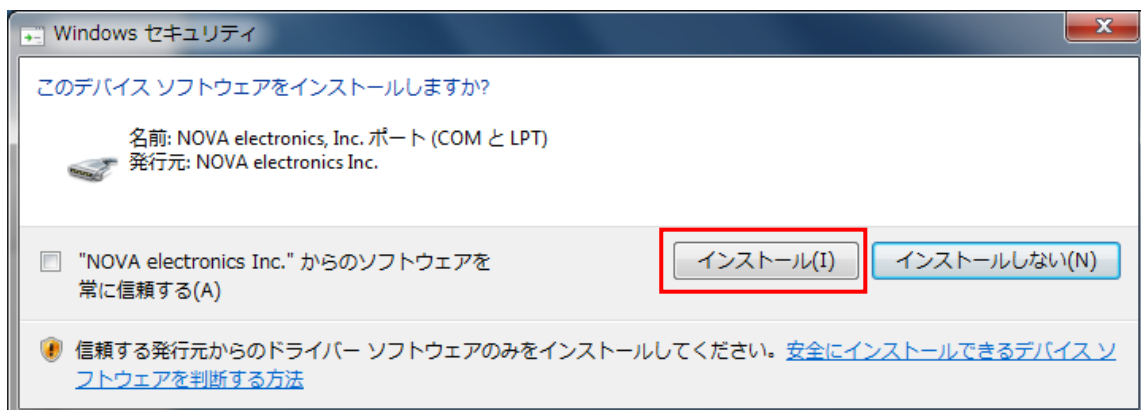 Windows セキュリティ
このデバイス ソフトウェアをインストールしますか?
名前: NOVA electronics, Inc. ポート (COM と LPT)
発行元: NOVA electronics Inc.
"NOVA electronics Inc." からのソフトウェアを
常に信頼する(A)
インストール(I)
インストールしない(N)
信頼する発行元からのドライバー ソフトウェアのみをインストールしてください。安全にインストールできるデバイス ソ
フトウェアを判断する方法